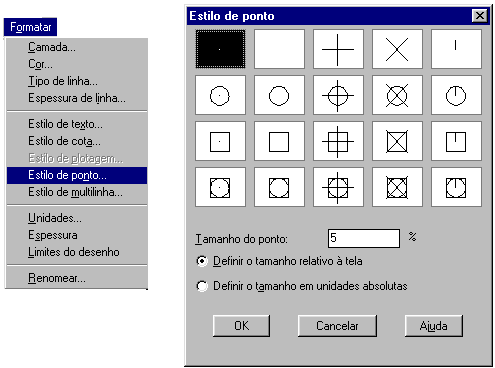 Formatar
Camada...
Cor...
Tipo de linha...
Espessura de linha...
Estilo de texto...
Estilo de cota...
Estilo de plotagem...
Estilo de ponto...
Estilo de multilinha...
Unidades...
Espessura
Limites do desenho
Renomear...
Estilo de ponto
Tamanho do ponto: 5 %
Definir o tamanho relativo à tela
Definir o tamanho em unidades absolutas
OK Cancelar Ajuda